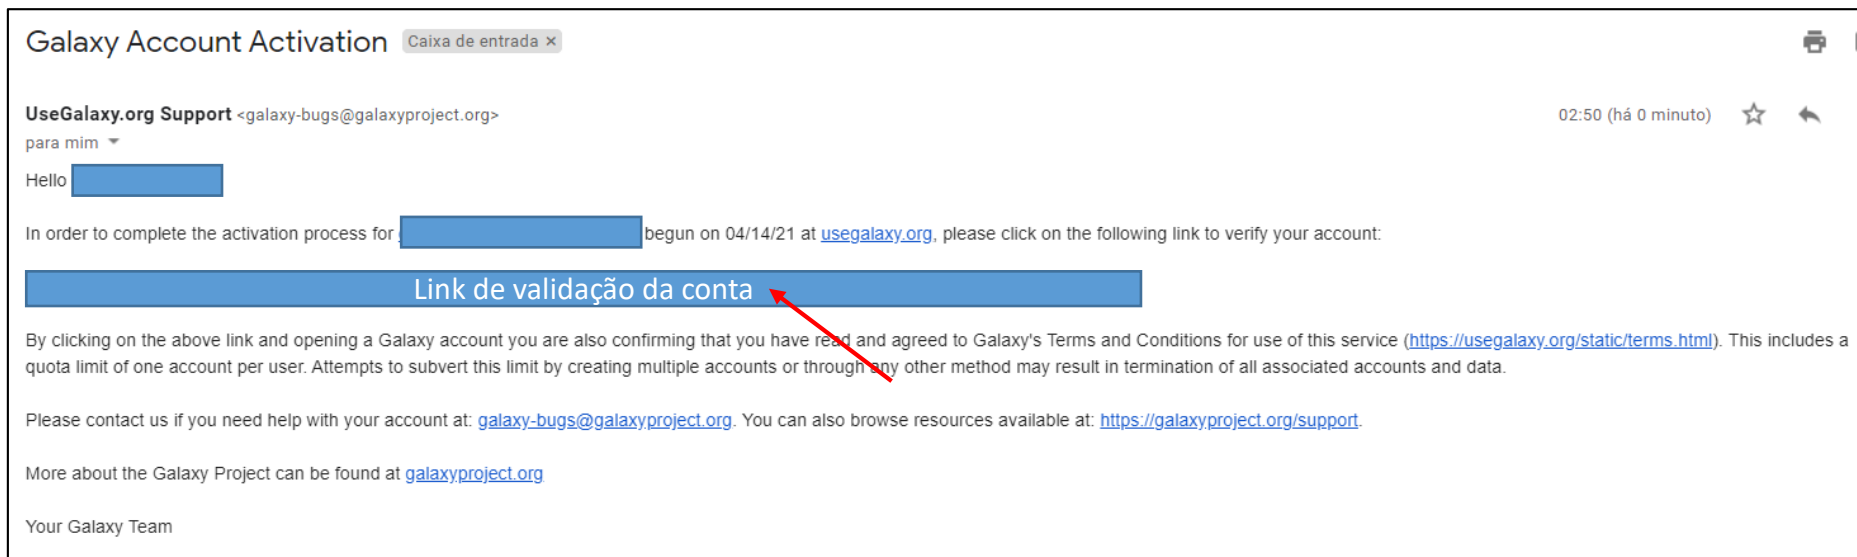 Galaxy Account Activation Caixa de entrada ×
UseGalaxy.org Support <galaxy-bugs@galaxyproject.org> 02:50 (há 0 minuto)
para mim
Hello
In order to complete the activation process for begun on 04/14/21 at usegalaxy.org, please click on the following link to verify your account:
Link de validação da conta
By clicking on the above link and opening a Galaxy account you are also confirming that you have read and agreed to Galaxy's Terms and Conditions for use of this service (https://usegalaxy.org/static/terms.html). This includes a
quota limit of one account per user. Attempts to subvert this limit by creating multiple accounts or through any other method may result in termination of all associated accounts and data.
Please contact us if you need help with your account at: galaxy-bugs@galaxyproject.org. You can also browse resources available at: https://galaxyproject.org/support.
More about the Galaxy Project can be found at galaxyproject.org
Your Galaxy Team